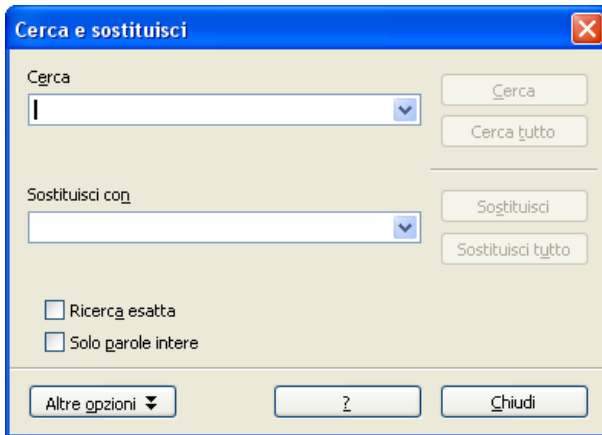 Cerca e sostituisci
Cerca
Cerca
Cerca tutto
Sostituisci con
Sostituisci
Sostituisci tutto
Ricerca esatta
Solo parole intere
Altre opzioni
?
Chiudi